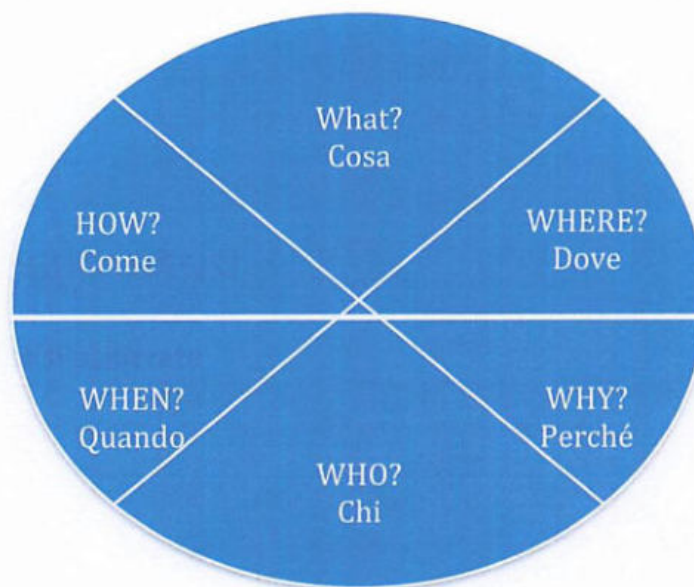 What?
Cosa
HOW?
Come
WHERE?
Dove
WHEN?
Quando
WHY?
Perché
WHO?
Chi